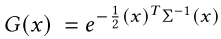 G(x) = e^{-\frac{1}{2}(x)^T \Sigma^{-1}(x)}